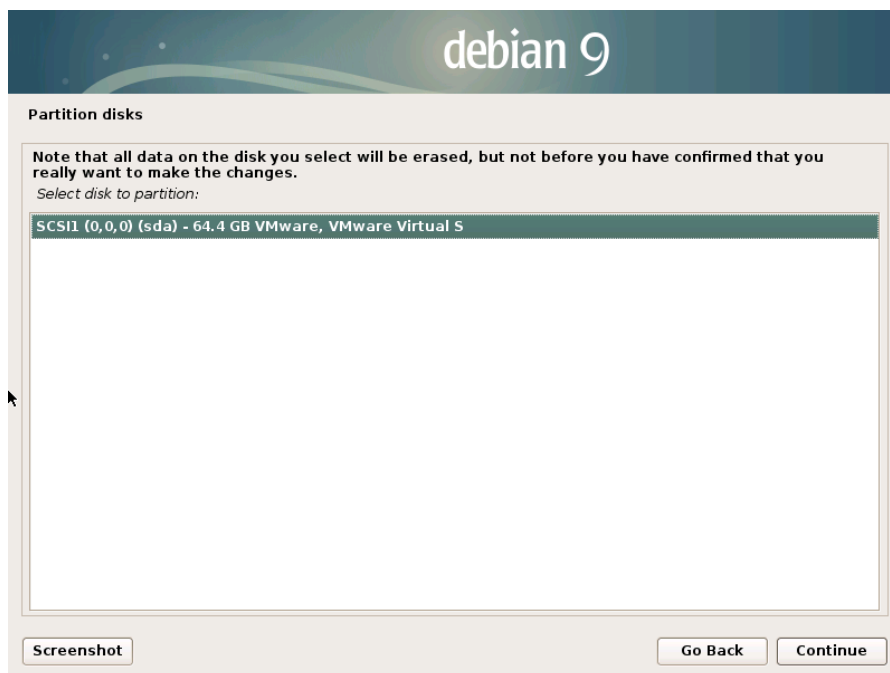 debian 9
Partition disks
Note that all data on the disk you select will be erased, but not before you have confirmed that you
really want to make the changes.
Select disk to partition:
SCSI1 (0,0,0) (sda) - 64.4 GB VMware, VMware Virtual S
Screenshot
Go Back
Continue